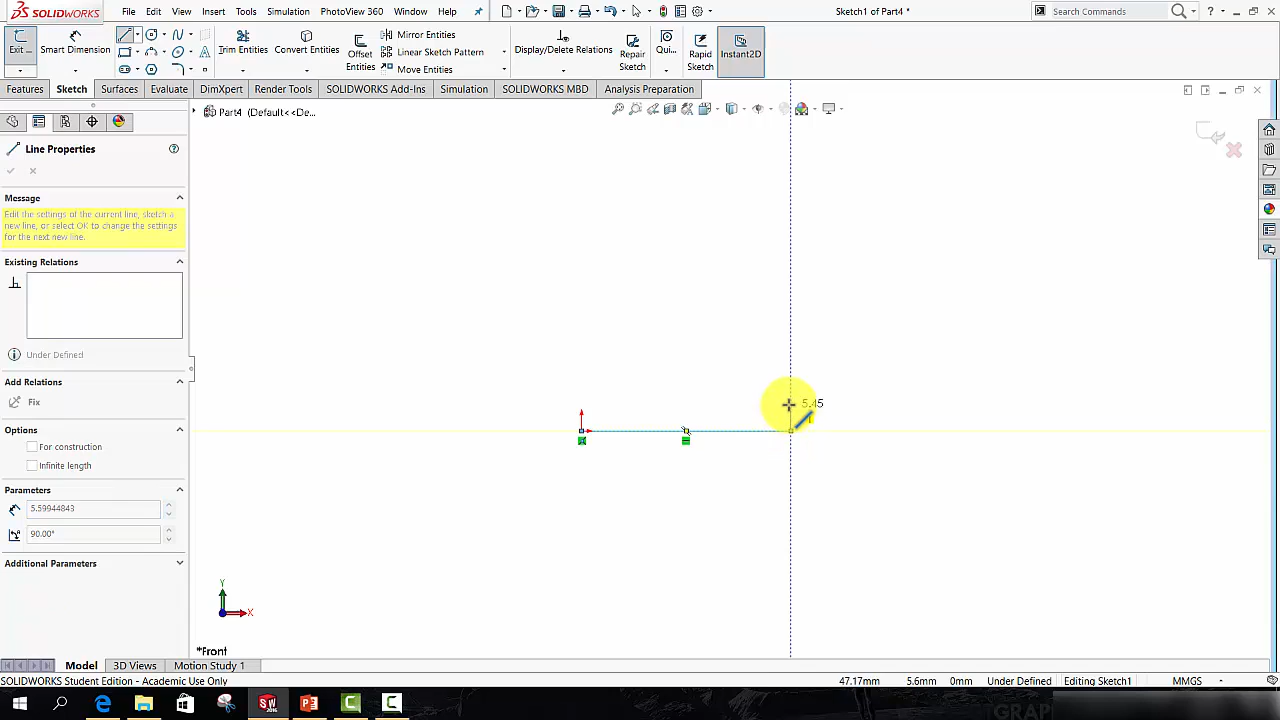 SOLIDWORKS File Edit View Insert Tools Simulation PhotoView 360 Window Help Sketch1 of Part4 * Search Commands ?
Exit ... Smart Dimension Trim Entities Convert Entities Offset Entities Mirror Entities Display/Delete Relations Repair Sketch Qui... Rapid Sketch Instant2D
Linear Sketch Pattern
Move Entities
Features Sketch Surfaces Evaluate DimXpert Render Tools SOLIDWORKS Add-Ins Simulation SOLIDWORKS MBD Analysis Preparation
Part4 (Default<<De...
Line Properties
Message
Edit the settings of the current line, sketch a
new line, or select OK to change the settings
for the next new line.
Existing Relations
Under Defined
Add Relations
Fix
5.45
Options
For construction
Infinite length
Parameters
5.59944843
90.00°
Additional Parameters
Y
X
*Front
Model 3D Views Motion Study 1
SOLIDWORKS Student Edition - Academic Use Only 47.17mm 5.6mm 0mm Under Defined Editing Sketch1 MMGS